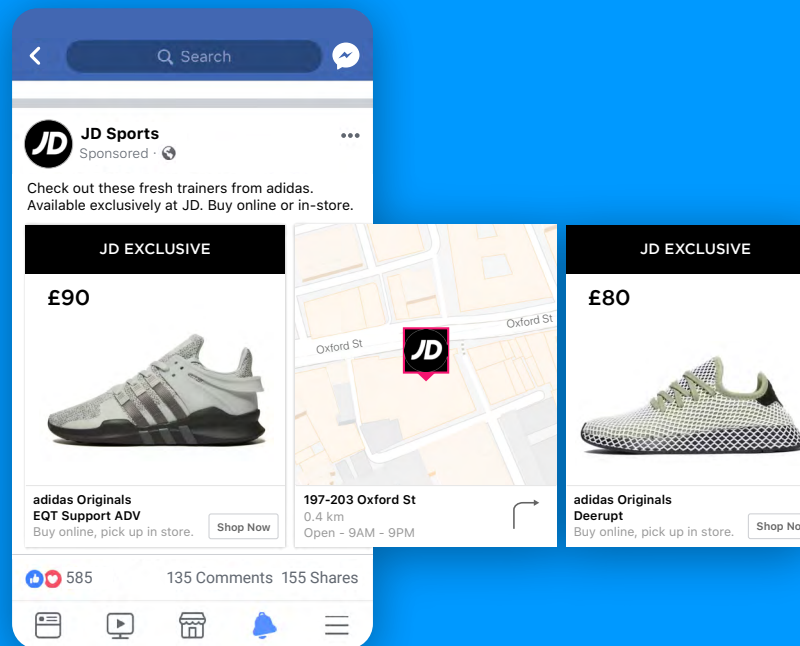 Search
JD
JD Sports
Sponsored ·
Check out these fresh trainers from adidas.
Available exclusively at JD. Buy online or in-store.
JD EXCLUSIVE
£90
adidas Originals
EQT Support ADV
Buy online, pick up in store.
Shop Now
Oxford St
Oxford St
JD
197-203 Oxford St
0.4 km
Open - 9AM - 9PM
JD EXCLUSIVE
£80
adidas Originals
Deerupt
Buy online, pick up in store.
Shop No
585
135 Comments 155 Shares